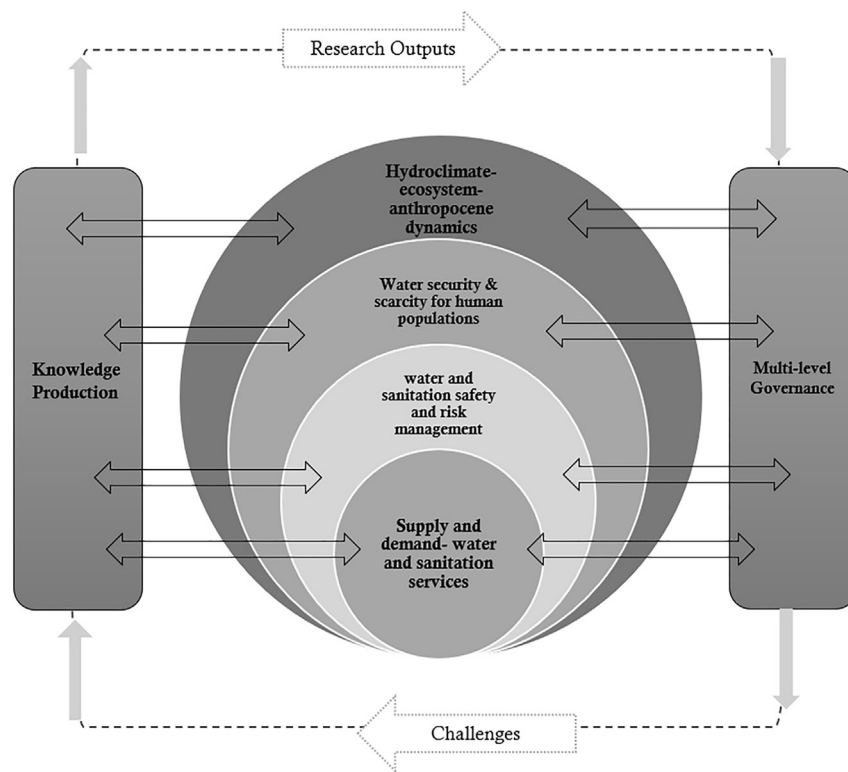 Research Outputs
Hydroclimate-
ecosystem-
anthropocene
dynamics
Water security &
scarcity for human
populations
Knowledge
Production
water and
sanitation safety
and risk
management
Multi-level
Governance
Supply and
demand- water
and sanitation
services
Challenges